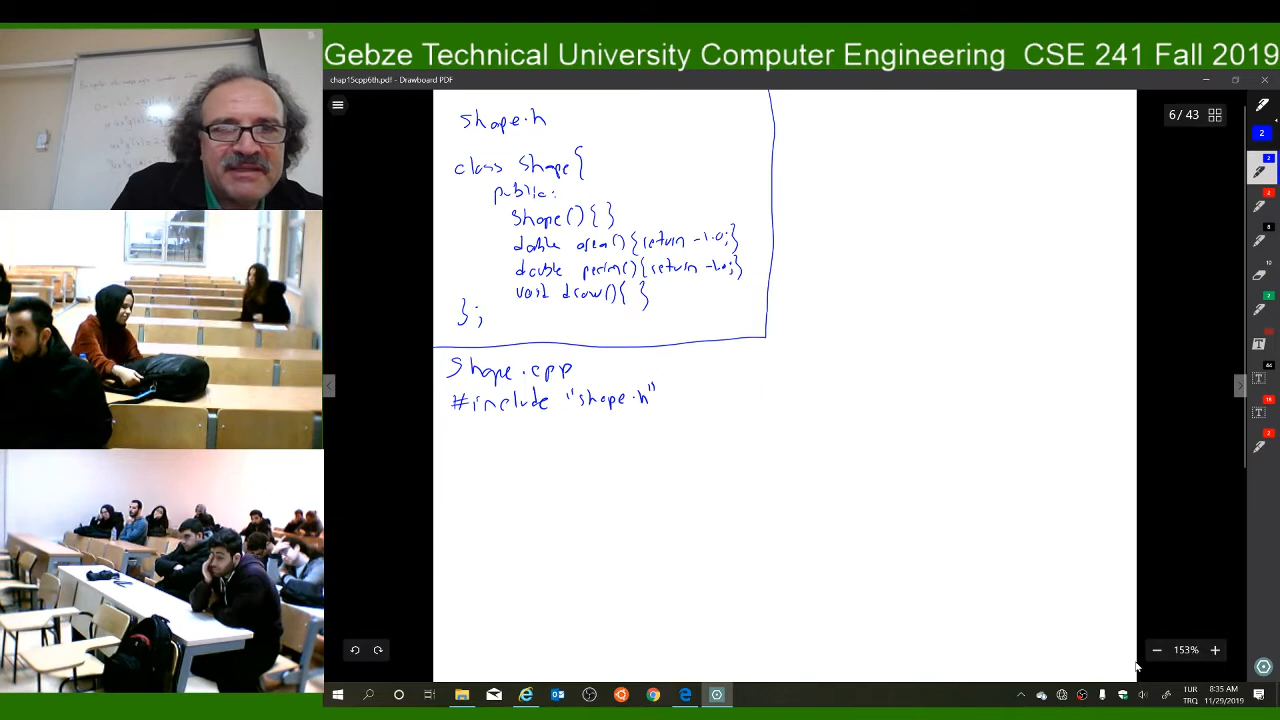 Gebze Technical University Computer Engineering CSE 241 Fall 2019
chap15cpp6th.pdf - Drawboard PDF
6 / 43
shape.h
class Shape{
public:
Shape(){ }
double area(){return -1.0;}
double perim(){return -1.0;}
void draw(){ }
};
Shape.cpp
#include "shape.h"
153%
TUR
TRQ
8:35 AM
11/29/2019